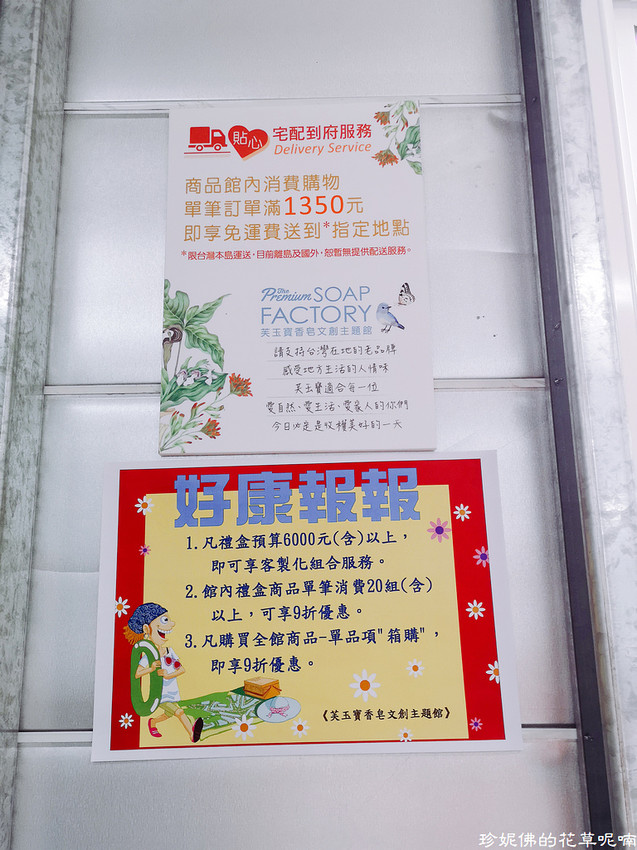 貼心 宅配到府服務
Delivery Service
商品館內消費購物
單筆訂單滿1350元
即享免運費送到*指定地點
*限台灣本島運送,目前離島及國外,恕暫無提供配送服務。
The Premium SOAP
FACTORY
芙玉寶香皂文創主題館
請支持台灣在地的老品牌
感受地方生活的人情味
芙玉寶適合每一位
愛自然、愛生活、愛家人的你們
今日必定是收穫美好的一天
好康報報
1. 凡禮盒預算6000元(含)以上,
即可享客製化組合服務。
2. 館內禮盒商品單筆消費20組(含)
以上,可享9折優惠。
3. 凡購買全館商品-單品項"箱購",
即享9折優惠。
《芙玉寶香皂文創主題館》
珍妮佛的花草呢喃